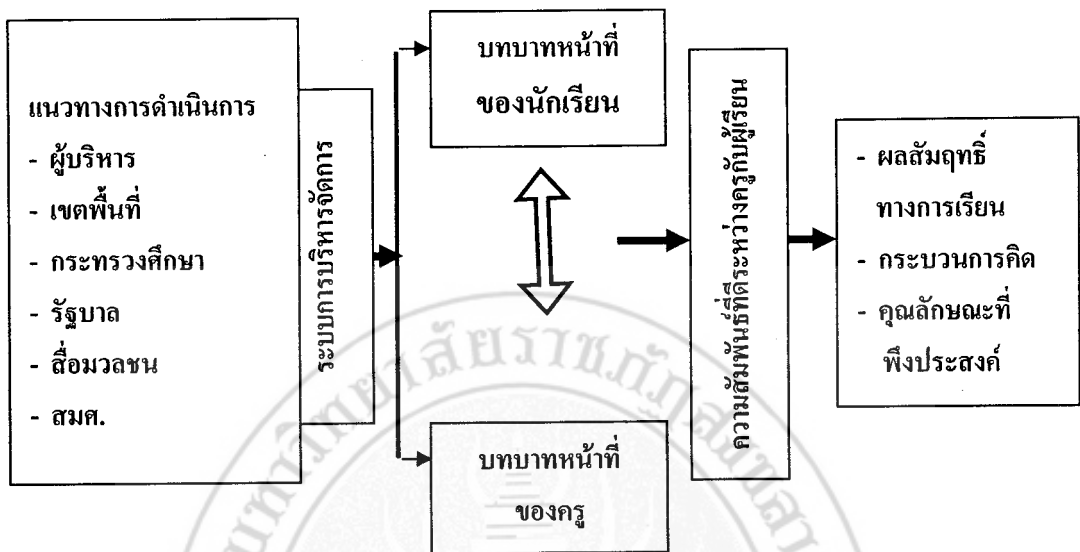 แนวทางการดำเนินการ
- ผู้บริหาร
- เขตพื้นที่
- กระทรวงศึกษา
- รัฐบาล
- สื่อมวลชน
- สมศ.
ระบบการบริหารจัดการ
บทบาทหน้าที่
ของนักเรียน
บทบาทหน้าที่
ของครู
ความสัมพันธ์ที่ดีระหว่างครูกับผู้เรียน
- ผลสัมฤทธิ์
ทางการเรียน
- กระบวนการคิด
- คุณลักษณะที่
พึงประสงค์